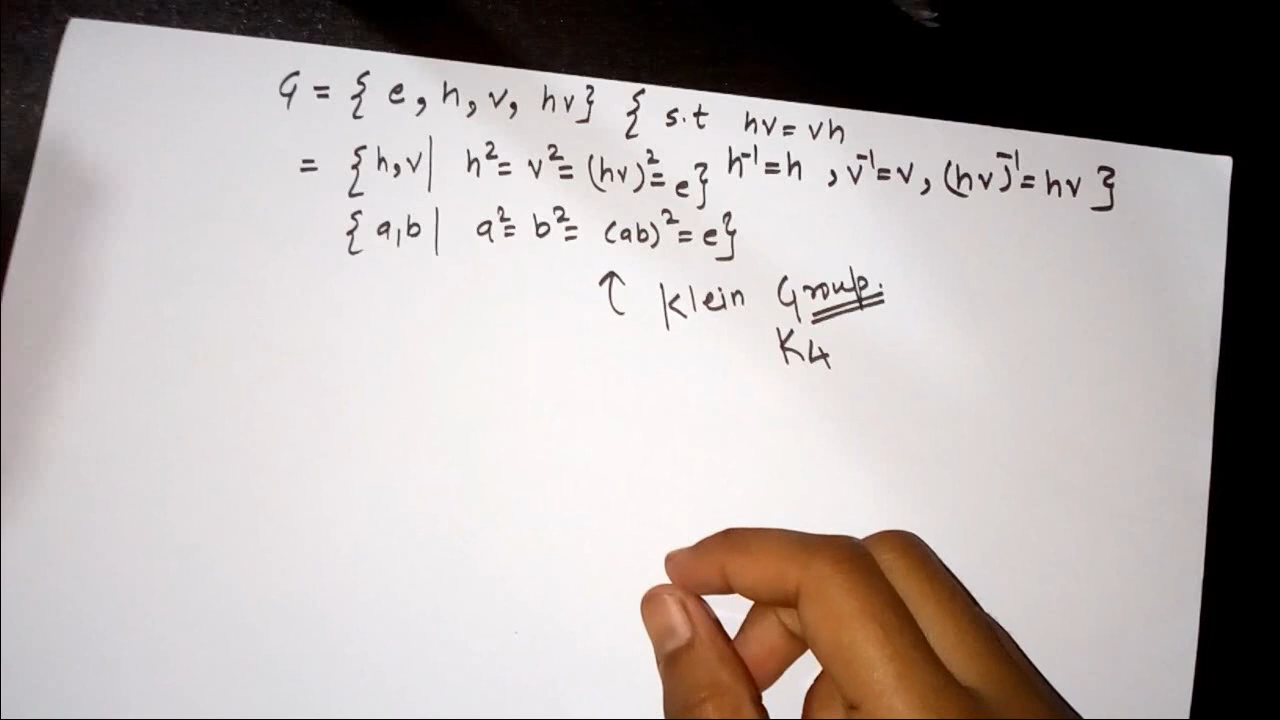 G = { e, h, v, hv} { s.t hv = vh
= {h,v| h² = v² = (hv)² = e} h⁻¹ = h , v⁻¹ = v, (hv)⁻¹ = hv }
{ a,b| a² = b² = (ab)² = e}
↑ Klein Group.
K4